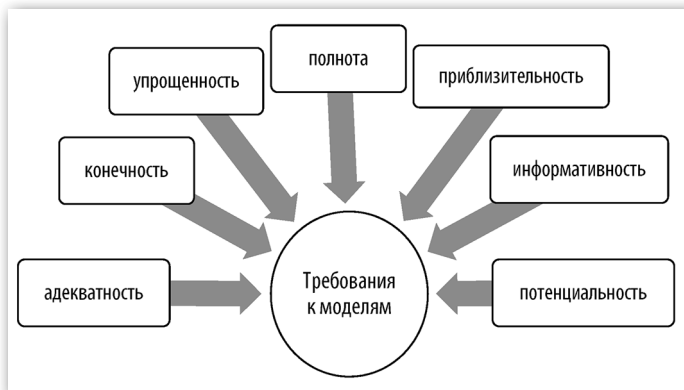 полнота
упрощенность
приблизительность
конечность
информативность
адекватность
Требования
к моделям
потенциальность